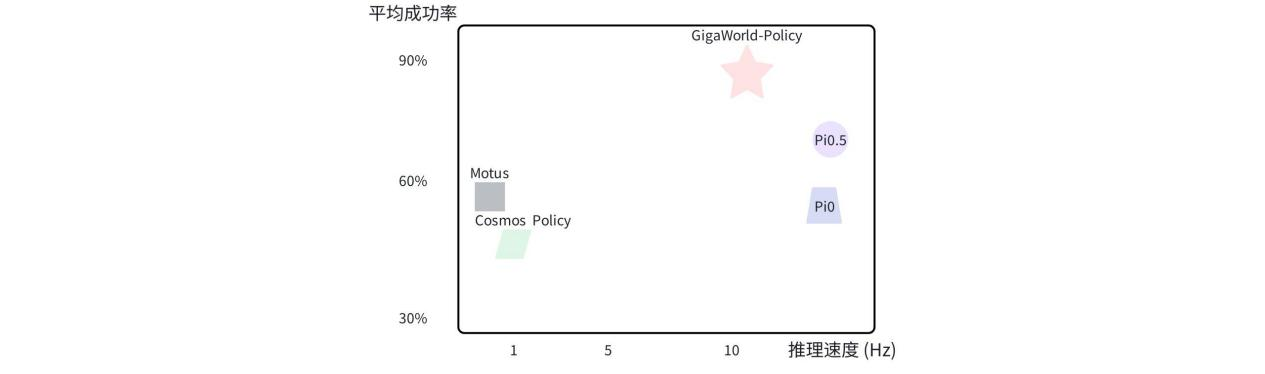 平均成功率
GigaWorld-Policy
90%
Pi0.5
Motus
60%
Pi0
Cosmos Policy
30%
1
5
10
推理速度 (Hz)